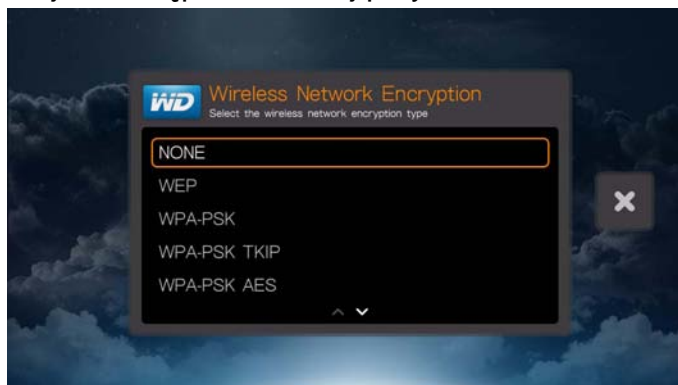 WD
Wireless Network Encryption
Select the wireless network encryption type
NONE
WEP
WPA-PSK
WPA-PSK TKIP
WPA-PSK AES